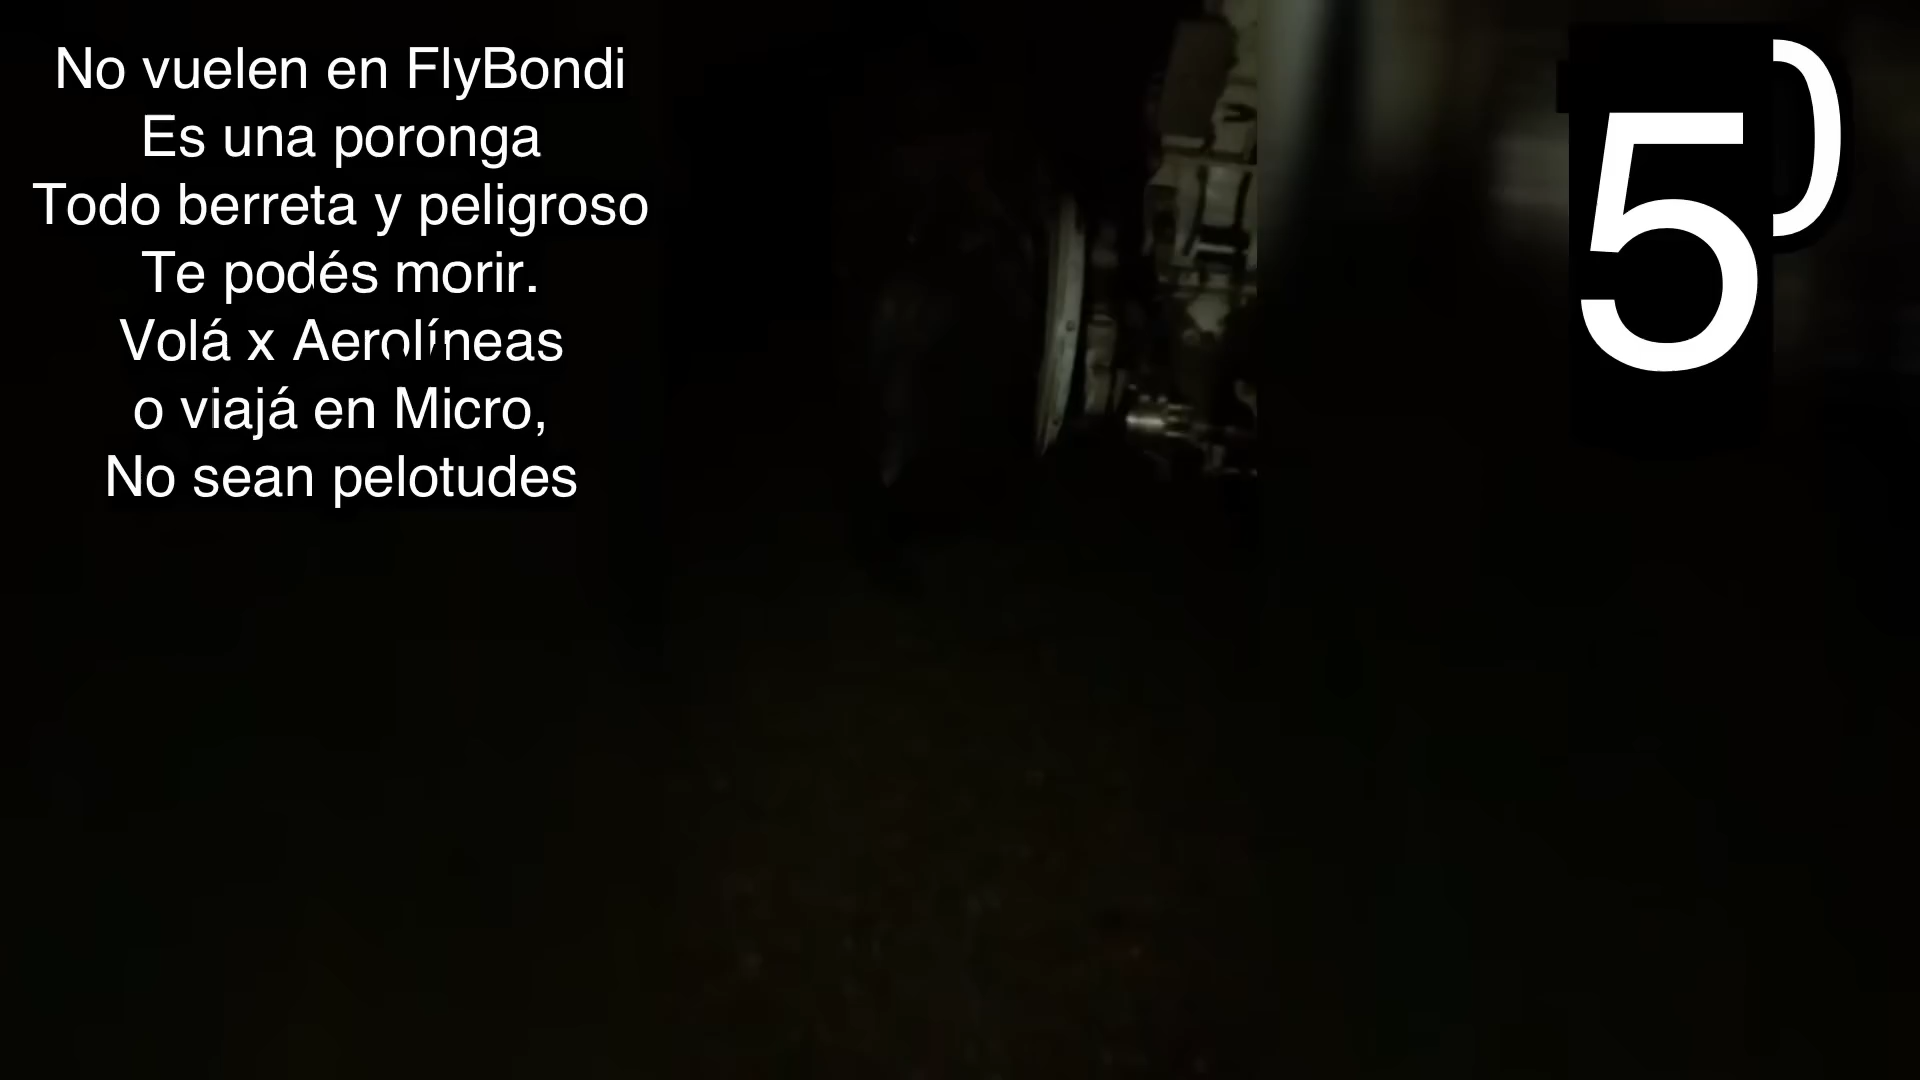 No vuelen en FlyBondi
Es una poronga
Todo berreta y peligroso
Te podés morir.
Volá x Aerolíneas
o viajá en Micro,
No sean pelotudes
5